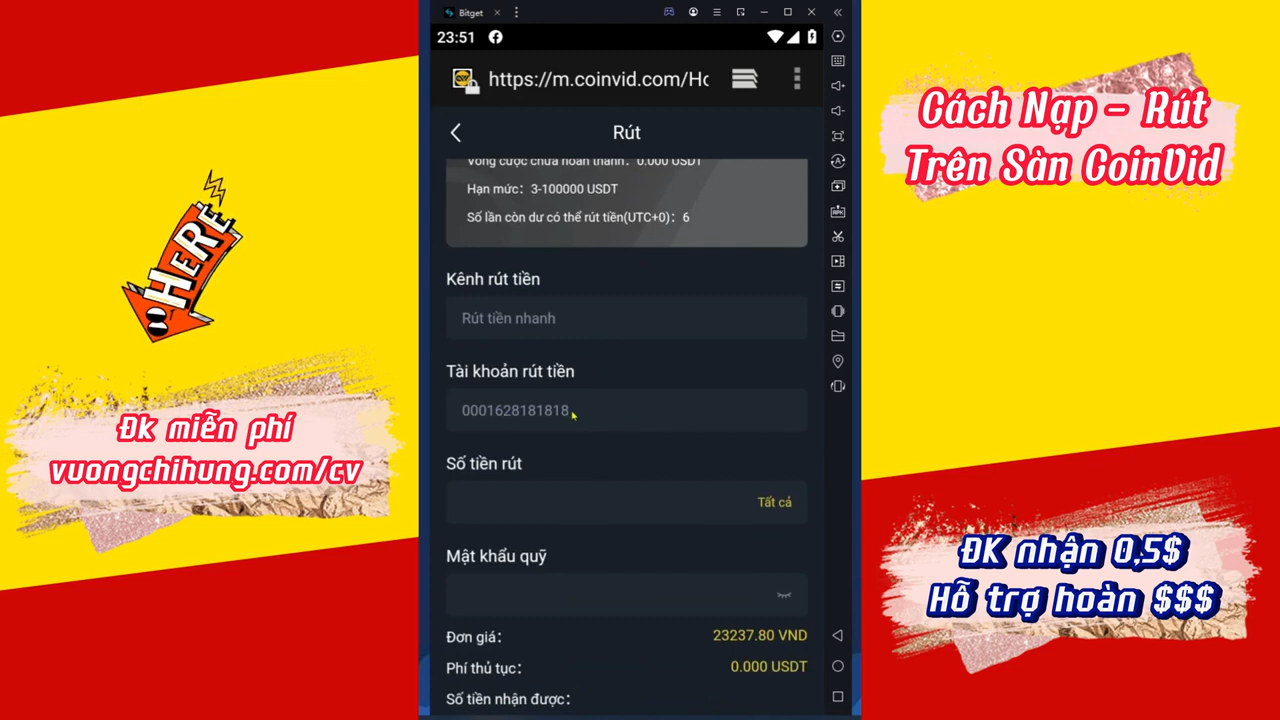 Bitget
23:51
https://m.coinvid.com/Ho
Rút
Vòng cược chưa hoàn thành: 0.000 USDT
Hạn mức: 3-100000 USDT
Số lần còn dư có thể rút tiền(UTC+0): 6
Kênh rút tiền
Rút tiền nhanh
Tài khoản rút tiền
0001628181818
Số tiền rút
Tất cả
Mật khẩu quỹ
Đơn giá: 23237.80 VND
Phí thủ tục: 0.000 USDT
Số tiền nhận được:
HERE
Đk miễn phí
vuongchihung.com/cv
Cách Nạp - Rút
Trên Sàn CoinVid
ĐK nhận 0,5$
Hỗ trợ hoàn $$$
APK